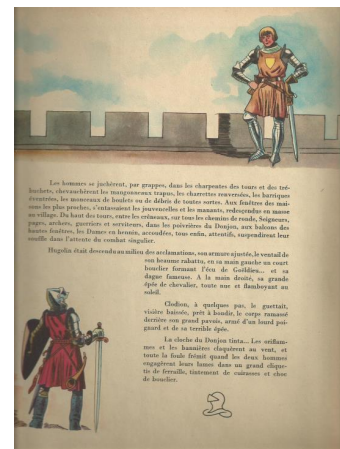 Les hommes se juchèrent, par grappes, dans les charpentes des tours et des tré-
buchets, chevauchèrent les mangonneaux trapus, les charrettes renversées, les barriques
éventrées, les monceaux de boulets ou de débris de toutes sortes. Aux fenêtres des mai-
sons les plus proches, s'entassaient les jouvencelles et les manants, redescendus en masse
au village. Du haut des tours, entre les créneaux, sur tous les chemins de ronds, Seigneurs,
pages, archers, guerriers et serviteurs, dans les poivrières du Donjon, aux balcons des
hautes fenêtres, les Dames en hennin, accoudées, tous enfin, attentifs, suspendirent leur
souffle dans l'attente du combat singulier.
Hugolin était descendu au milieu des acclamations, son armure ajustée, le ventail de
son heaume rabattu, en sa main gauche un court
bouclier formant l'écu de et sa
dague fameuse. A la main droite, sa grande
épée de chevalier, toute nue et flamboyant au
soleil.
Clodion, à quelques pas, le guettait,
visière baissée, prêt à bondir, le corps ramassé
derrière son grand pavois, armé d'un lourd poi-
gnard et de sa terrible épée.
La cloche du Donjon tinta... Les oriflam-
mes et les bannières claquèrent au vent, et
toute la foule frémit quand les deux hommes
engagèrent leurs lames dans un grand clique-
tis de ferraille, tintement de cuirasses et choc
de bouclier.